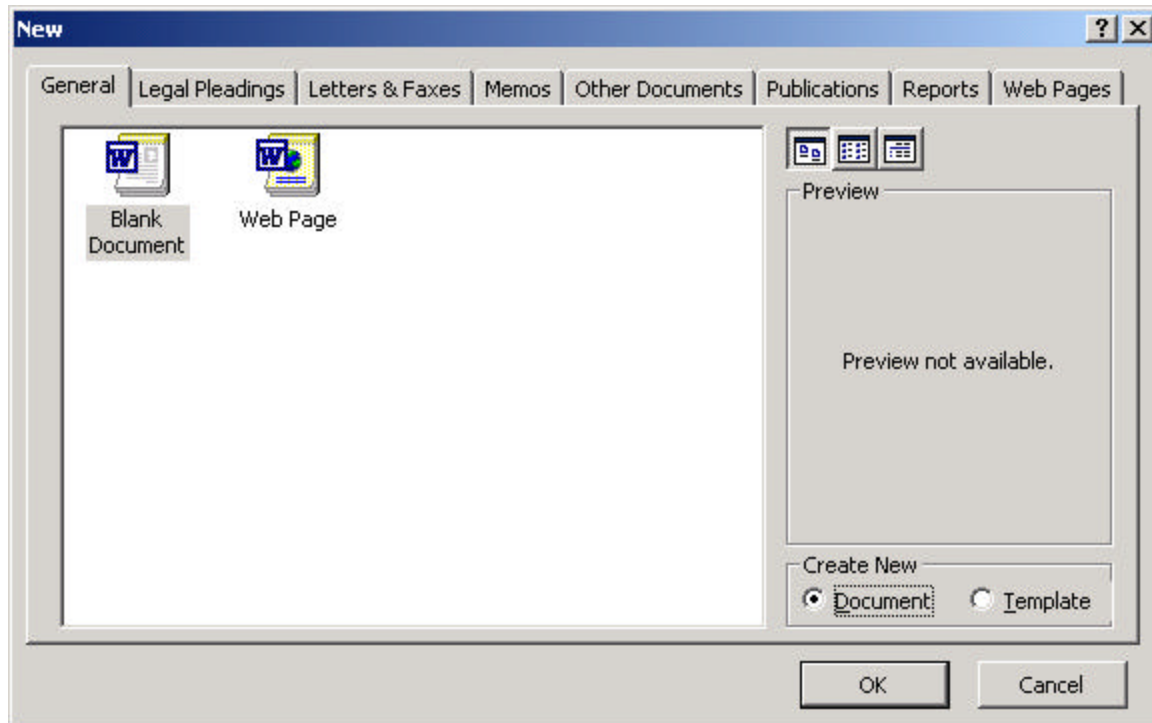 New
General Legal Pleadings Letters & Faxes Memos Other Documents Publications Reports Web Pages
Blank
Document
Web Page
Preview
Preview not available.
Create New
Document Template
OK Cancel